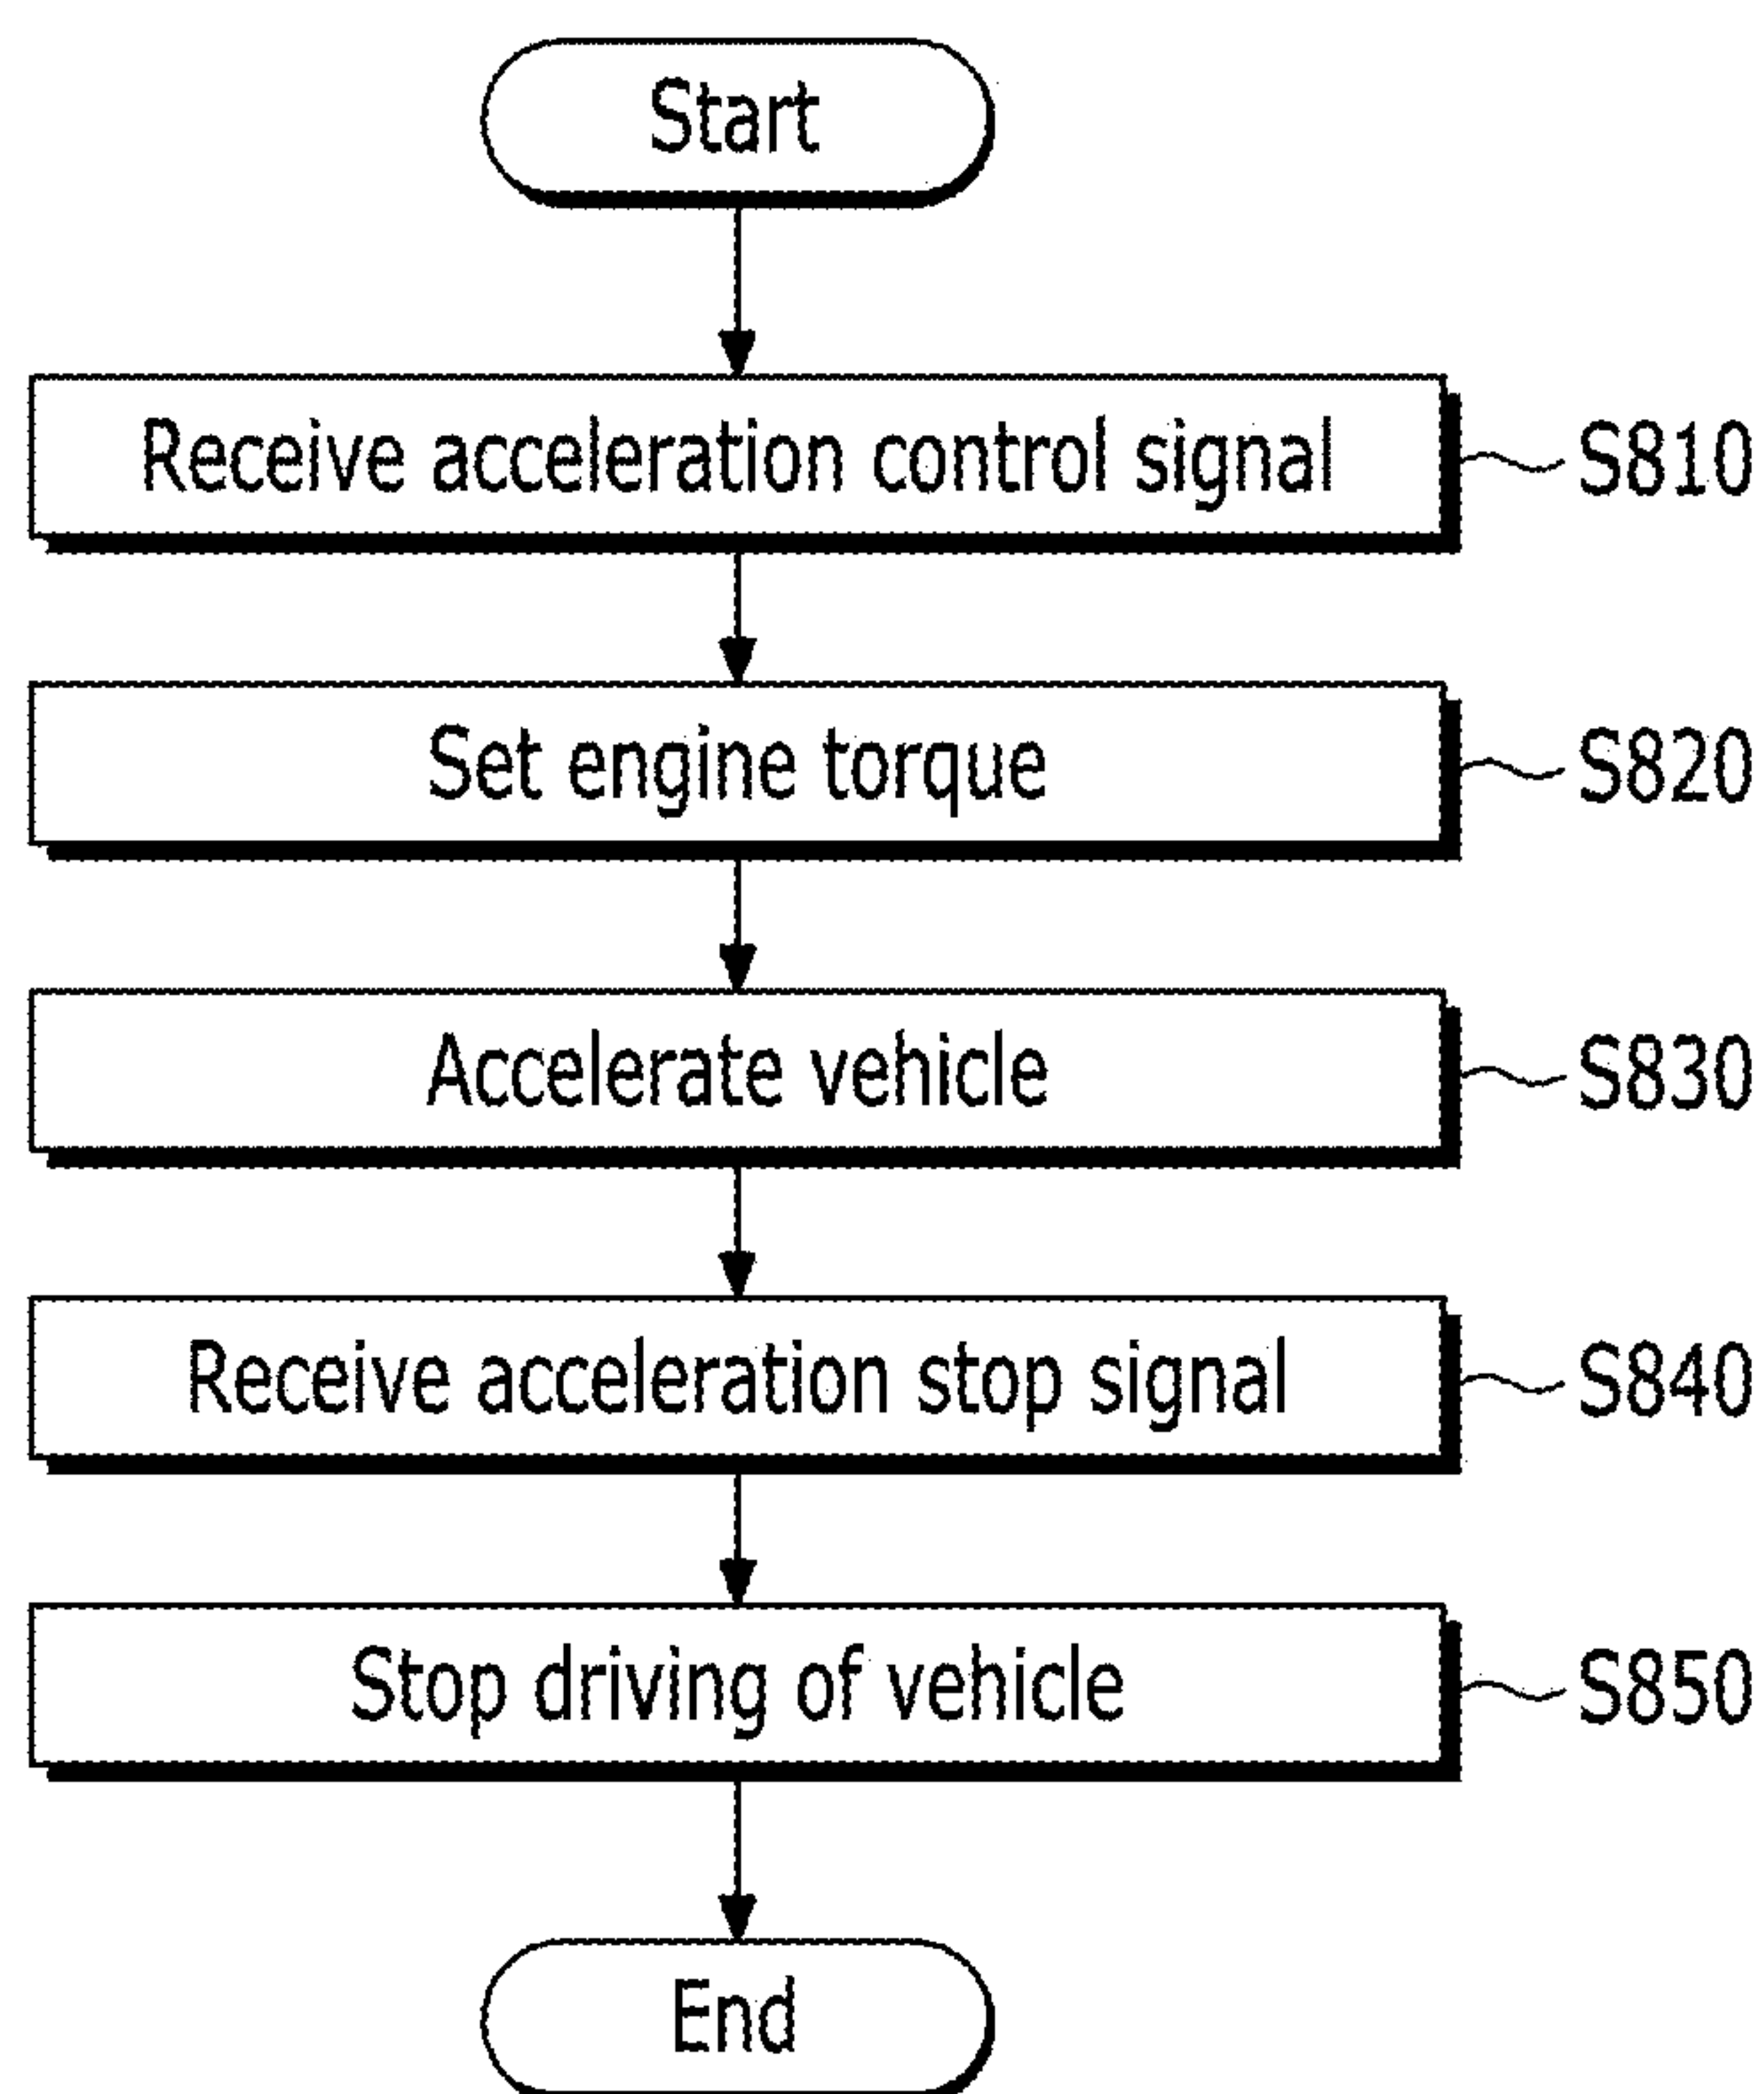 Start
Receive acceleration control signal
S810
Set engine torque
S820
Accelerate vehicle
S830
Receive acceleration stop signal
S840
Stop driving of vehicle
S850
End